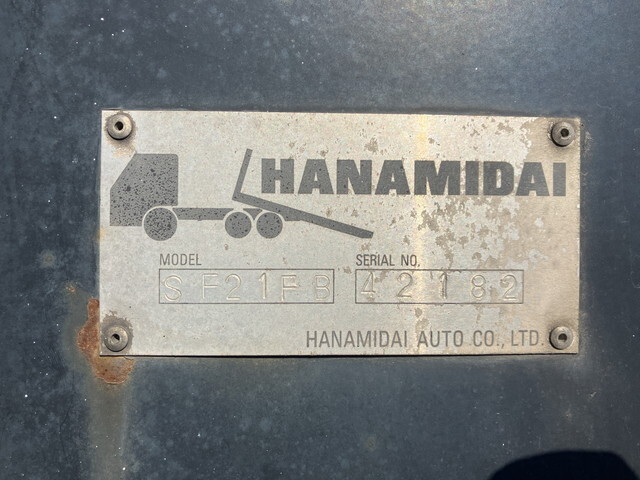 HANAMIDAI
MODEL SERIAL NO.
SF21FB 42182
HANAMIDAI AUTO CO., LTD.